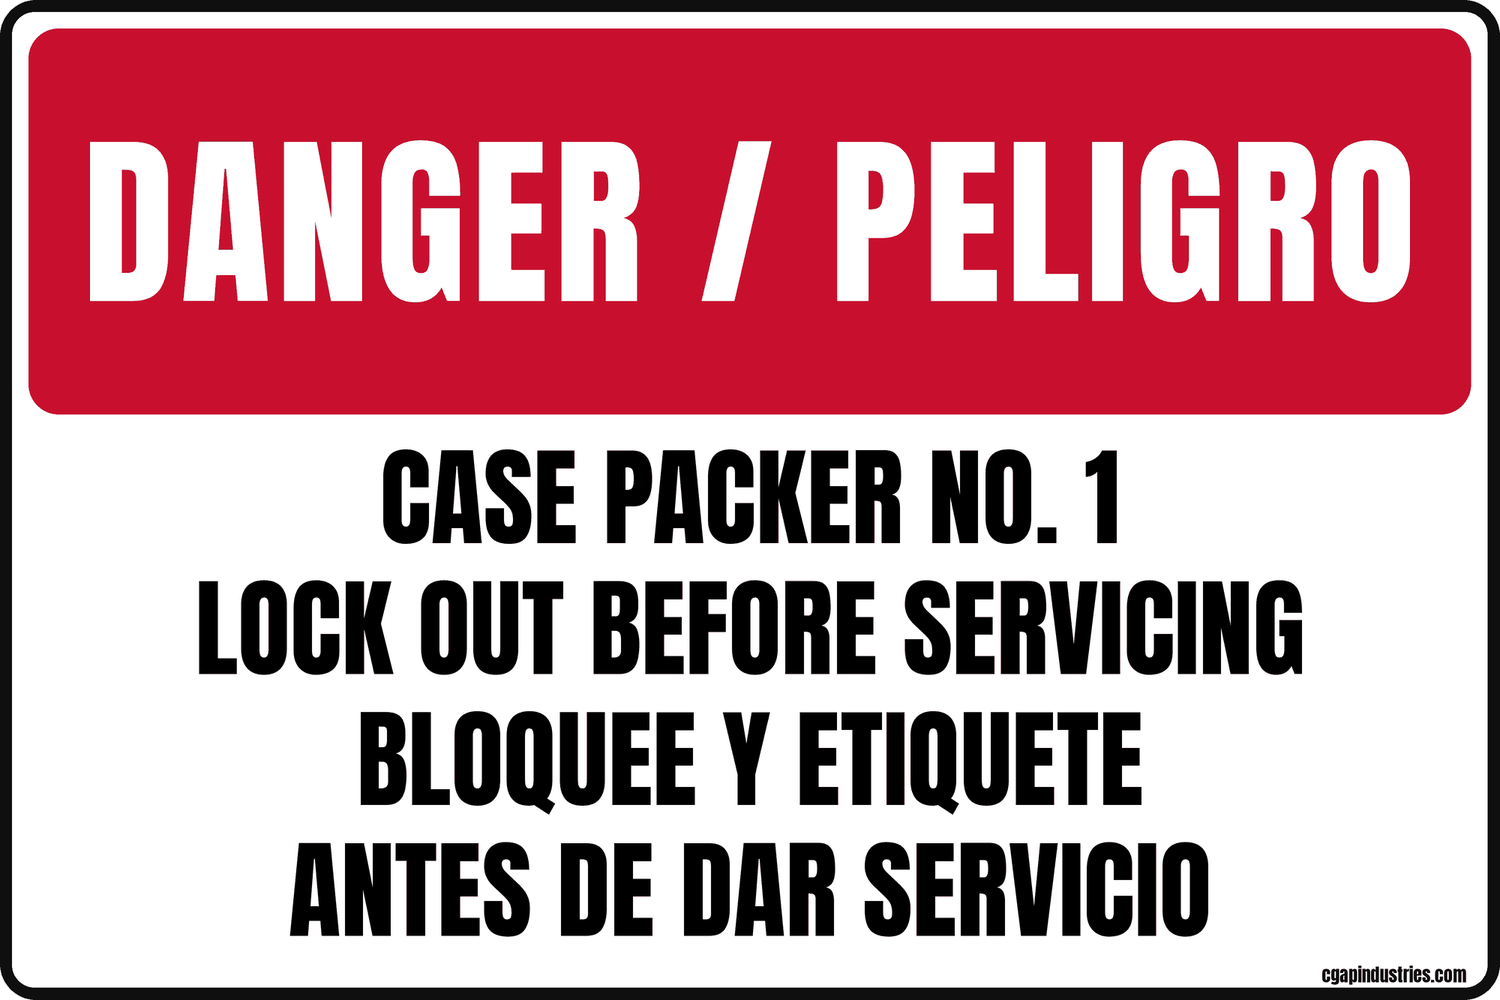 DANGER / PELIGRO
CASE PACKER NO. 1
LOCK OUT BEFORE SERVICING
BLOQUEE Y ETIQUETE
ANTES DE DAR SERVICIO
cgapindustries.com